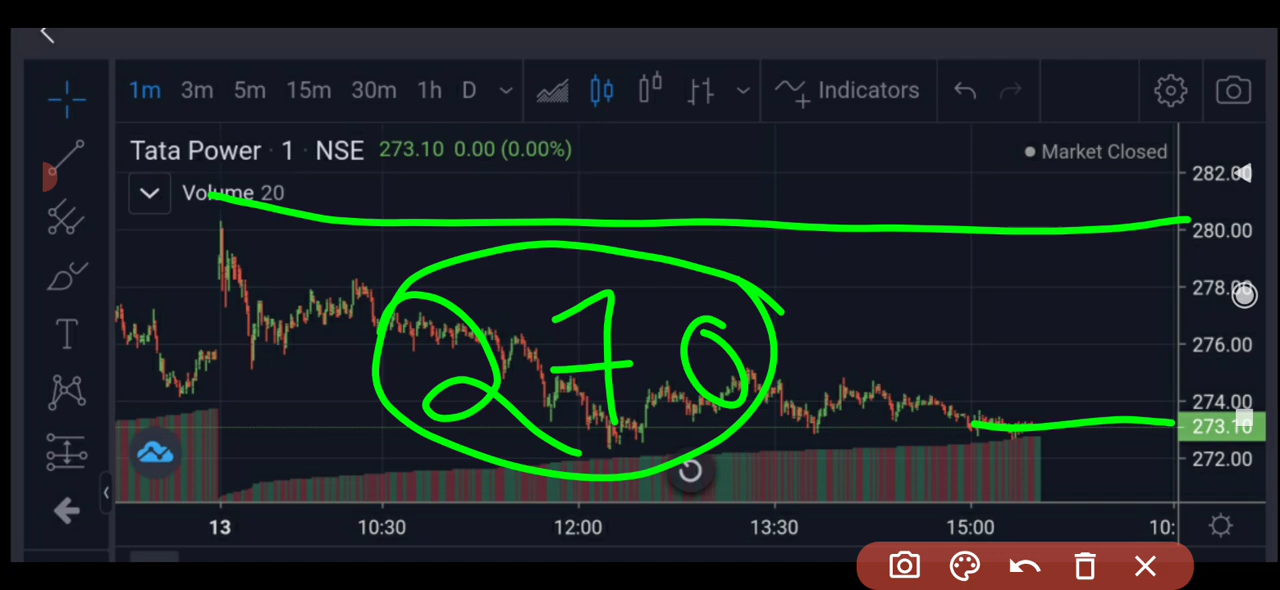 1m 3m 5m 15m 30m 1h D Indicators
Tata Power · 1 · NSE 273.10 0.00 (0.00%) Market Closed
Volume 20
282.00
280.00
278.00
276.00
274.00
273.10
272.00
270
T
13 10:30 12:00 13:30 15:00 10: